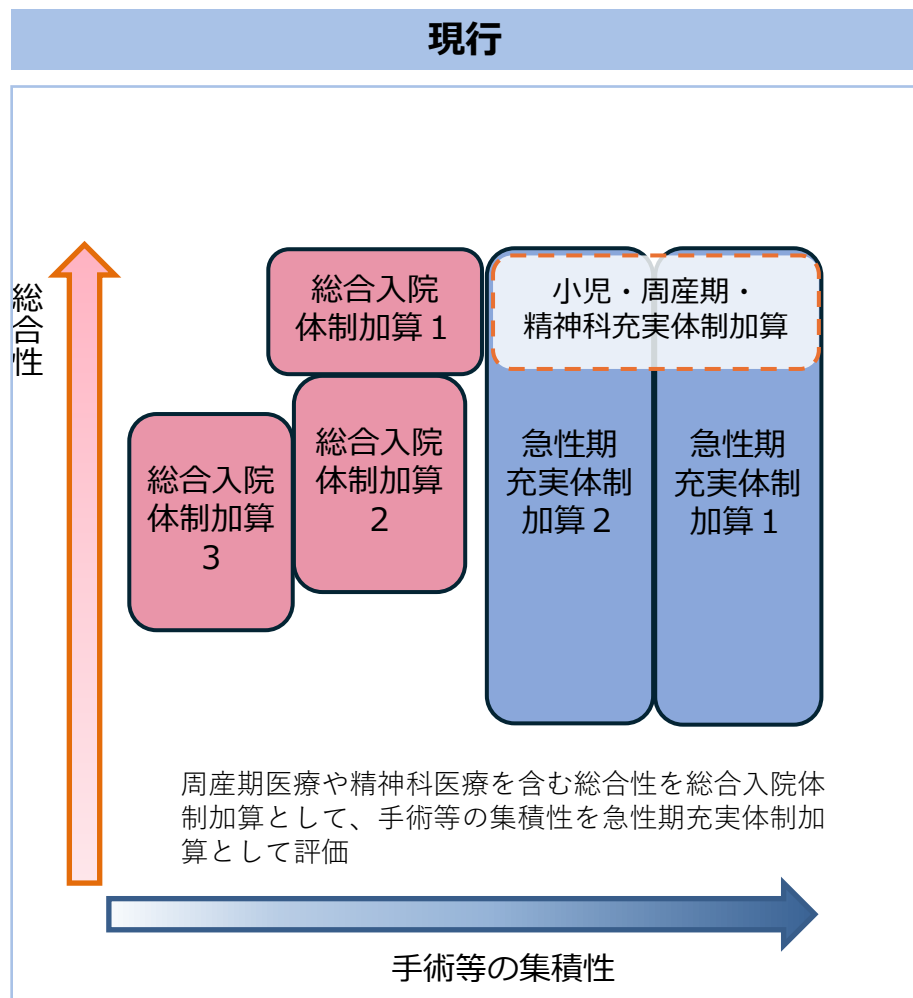 現行
総合性
総合入院
体制加算１
小児・周産期・
精神科充実体制加算
総合入院
体制加算
3
総合入院
体制加算
2
急性期
充実体制
加算２
急性期
充実体制
加算１
周産期医療や精神科医療を含む総合性を総合入院体
制加算として、手術等の集積性を急性期充実体制加
算として評価
手術等の集積性